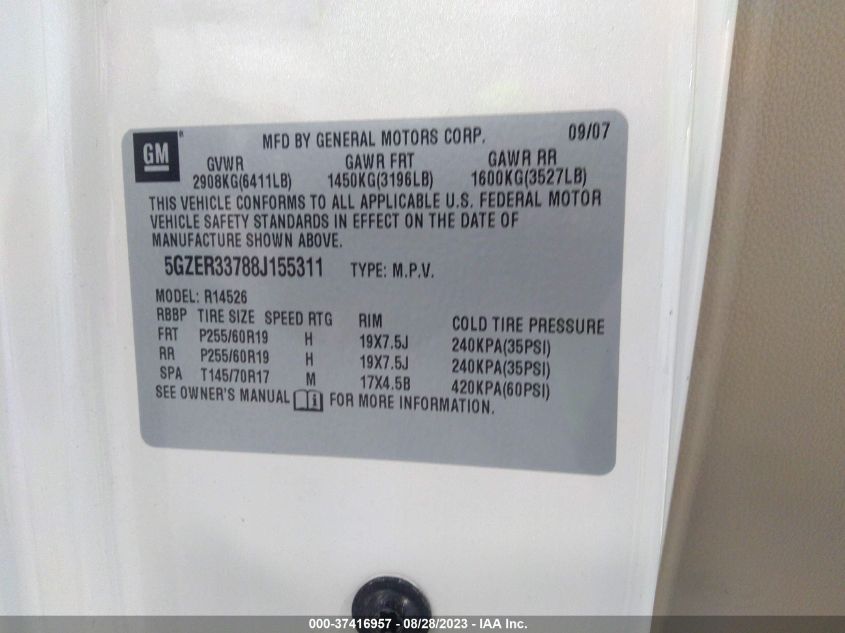 GM ® MFD BY GENERAL MOTORS CORP. 09/07
GVWR GAWR FRT GAWR RR
2908KG(6411LB) 1450KG(3196LB) 1600KG(3527LB)
THIS VEHICLE CONFORMS TO ALL APPLICABLE U.S. FEDERAL MOTOR
VEHICLE SAFETY STANDARDS IN EFFECT ON THE DATE OF
MANUFACTURE SHOWN ABOVE.
5GZER33788J155311 TYPE: M.P.V.
MODEL: R14526
RBBP TIRE SIZE SPEED RTG RIM COLD TIRE PRESSURE
FRT P255/60R19 H 19X7.5J 240KPA(35PSI)
RR P255/60R19 H 19X7.5J 240KPA(35PSI)
SPA T145/70R17 M 17X4.5B 420KPA(60PSI)
SEE OWNER'S MANUAL i FOR MORE INFORMATION.
000-37416957 - 08/28/2023 - IAA Inc.